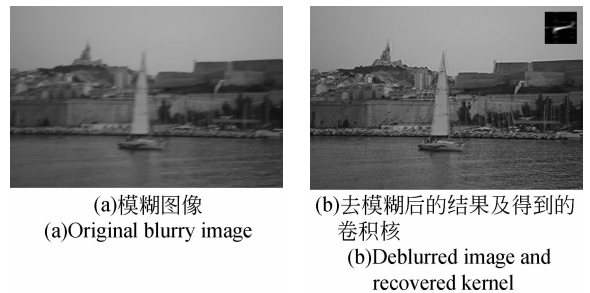 (a)模糊图像
(a)Original blurry image
(b)去模糊后的结果及得到的
卷积核
(b)Deblurred image and
recovered kernel